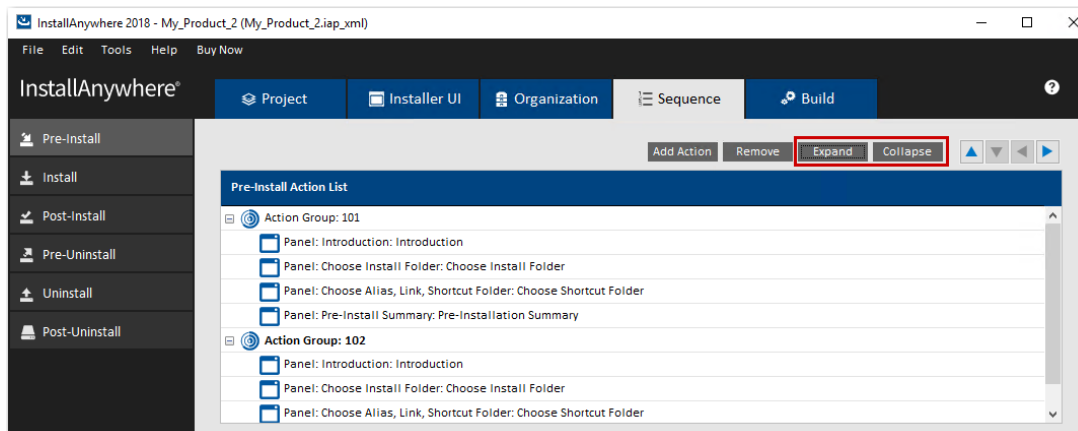 InstallAnywhere 2018 - My_Product_2 (My_Product_2.iap_xml)
File Edit Tools Help Buy Now
InstallAnywhere®
Project Installer UI Organization Sequence Build
Pre-Install
Install
Post-Install
Pre-Uninstall
Uninstall
Post-Uninstall
Add Action Remove Expand Collapse
Pre-Install Action List
Action Group: 101
Panel: Introduction: Introduction
Panel: Choose Install Folder: Choose Install Folder
Panel: Choose Alias, Link, Shortcut Folder: Choose Shortcut Folder
Panel: Pre-Install Summary: Pre-Installation Summary
Action Group: 102
Panel: Introduction: Introduction
Panel: Choose Install Folder: Choose Install Folder
Panel: Choose Alias, Link, Shortcut Folder: Choose Shortcut Folder